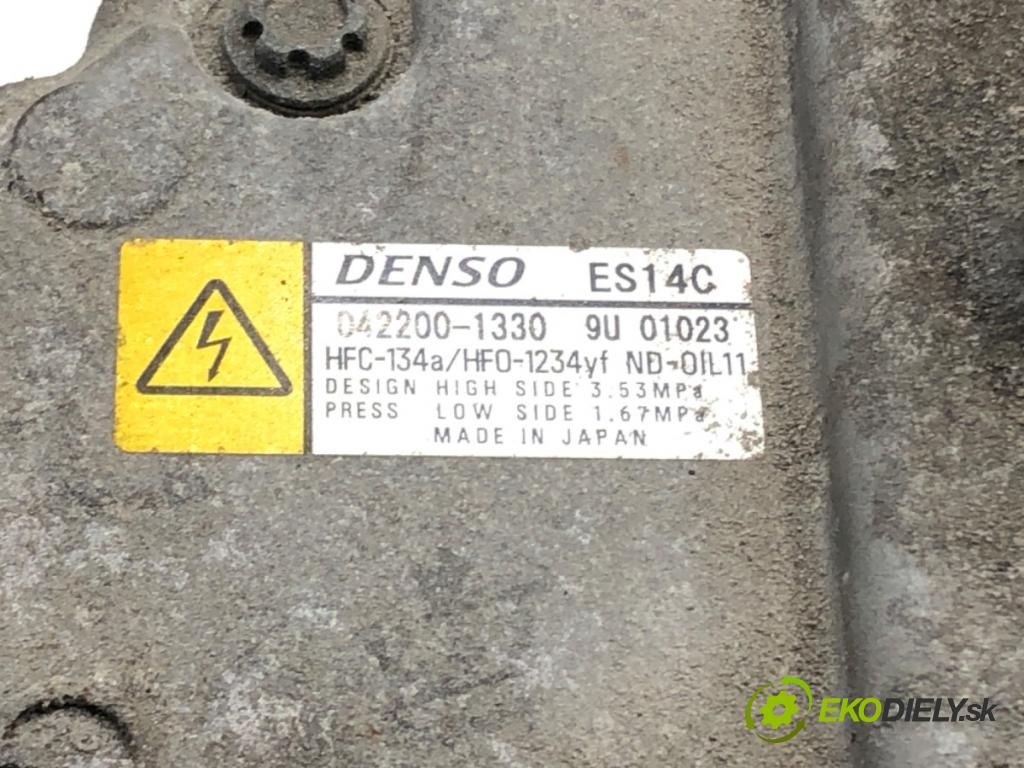 DENSO ES14C
042200-1330 9U 01023
HFC-134a/HFO-1234yf ND-OIL11
DESIGN HIGH SIDE 3.53MPa
PRESS LOW SIDE 1.67MPa
MADE IN JAPAN
EKODIELY.sk